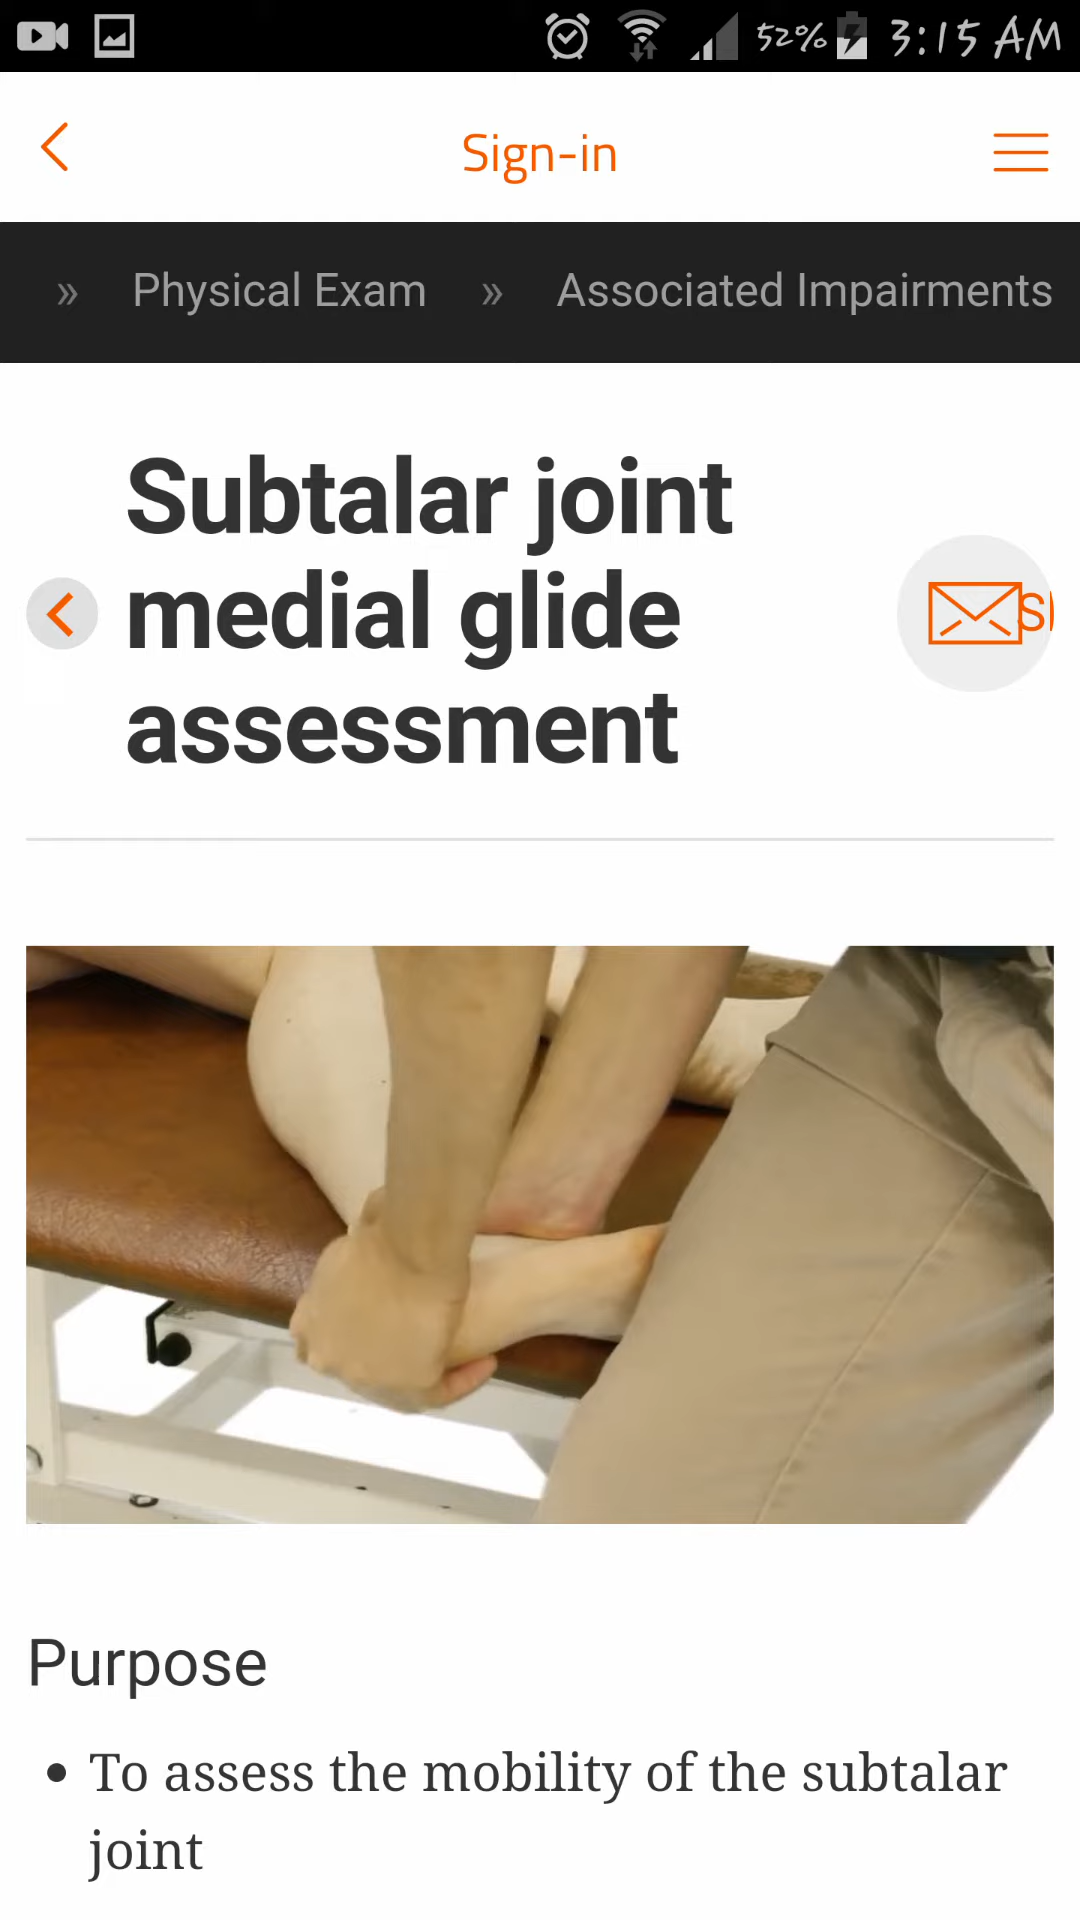 52% 3:15 AM
Sign-in
» Physical Exam » Associated Impairments
Subtalar joint
medial glide
assessment
Purpose
• To assess the mobility of the subtalar
joint